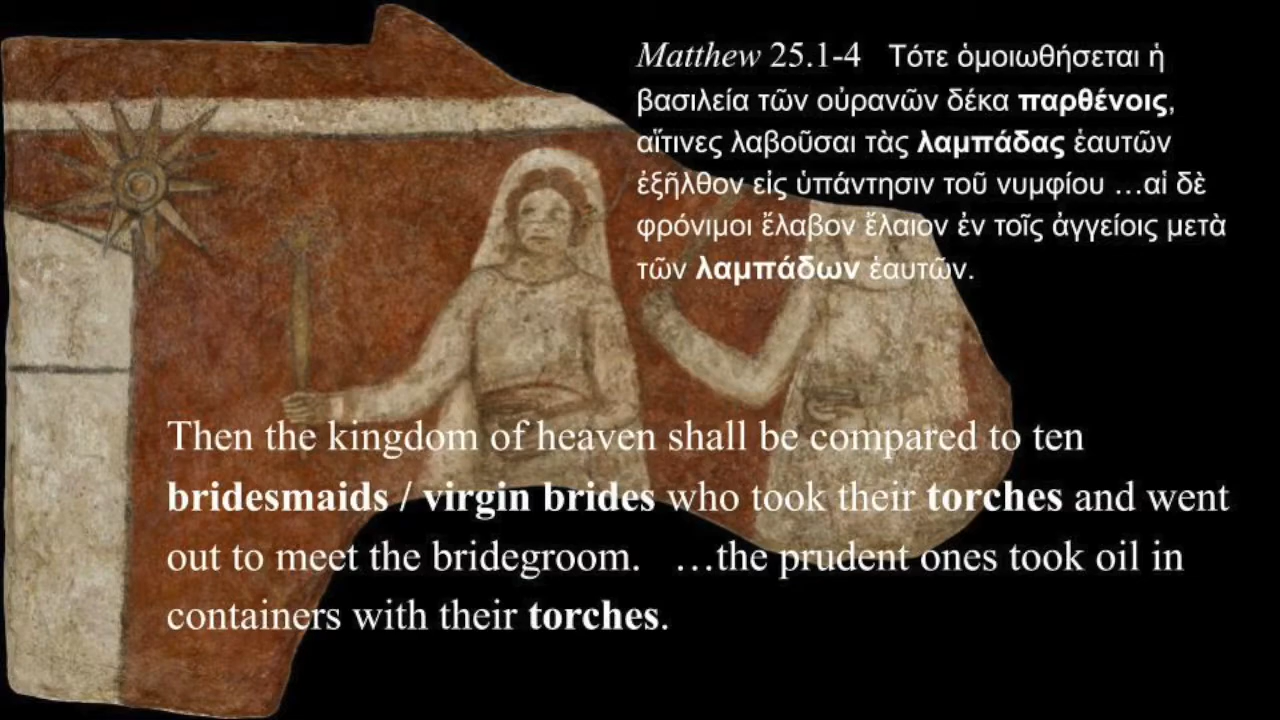 Matthew 25.1-4 Τότε ὁμοιωθήσεται ἡ
βασιλεία τῶν οὐρανῶν δέκα παρθένοις,
αἵτινες λαβοῦσαι τὰς λαμπάδας ἑαυτῶν
ἐξῆλθον εἰς ὑπάντησιν τοῦ νυμφίου …αἱ δὲ
φρόνιμοι ἔλαβον ἔλαιον ἐν τοῖς ἀγγείοις μετὰ
τῶν λαμπάδων ἑαυτῶν.
Then the kingdom of heaven shall be compared to ten
bridesmaids / virgin brides who took their torches and went
out to meet the bridegroom. …the prudent ones took oil in
containers with their torches.